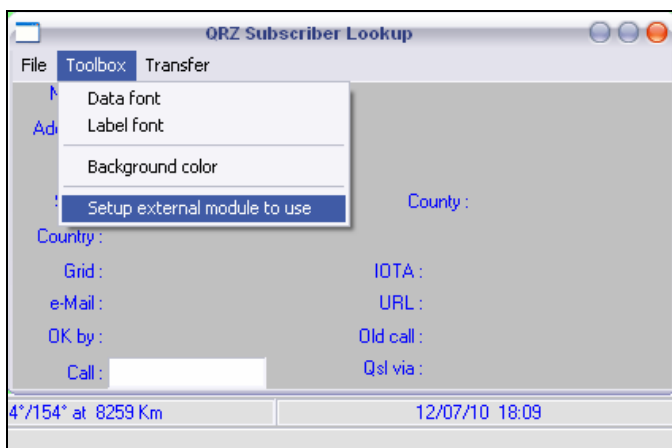 QRZ Subscriber Lookup
File Toolbox Transfer
Data font
Label font
Background color
Setup external module to use
County :
Country :
Grid :
IOTA :
e-Mail :
URL :
OK by :
Old call :
Call :
Qsl via :
4°/154° at 8259 Km
12/07/10 18:09